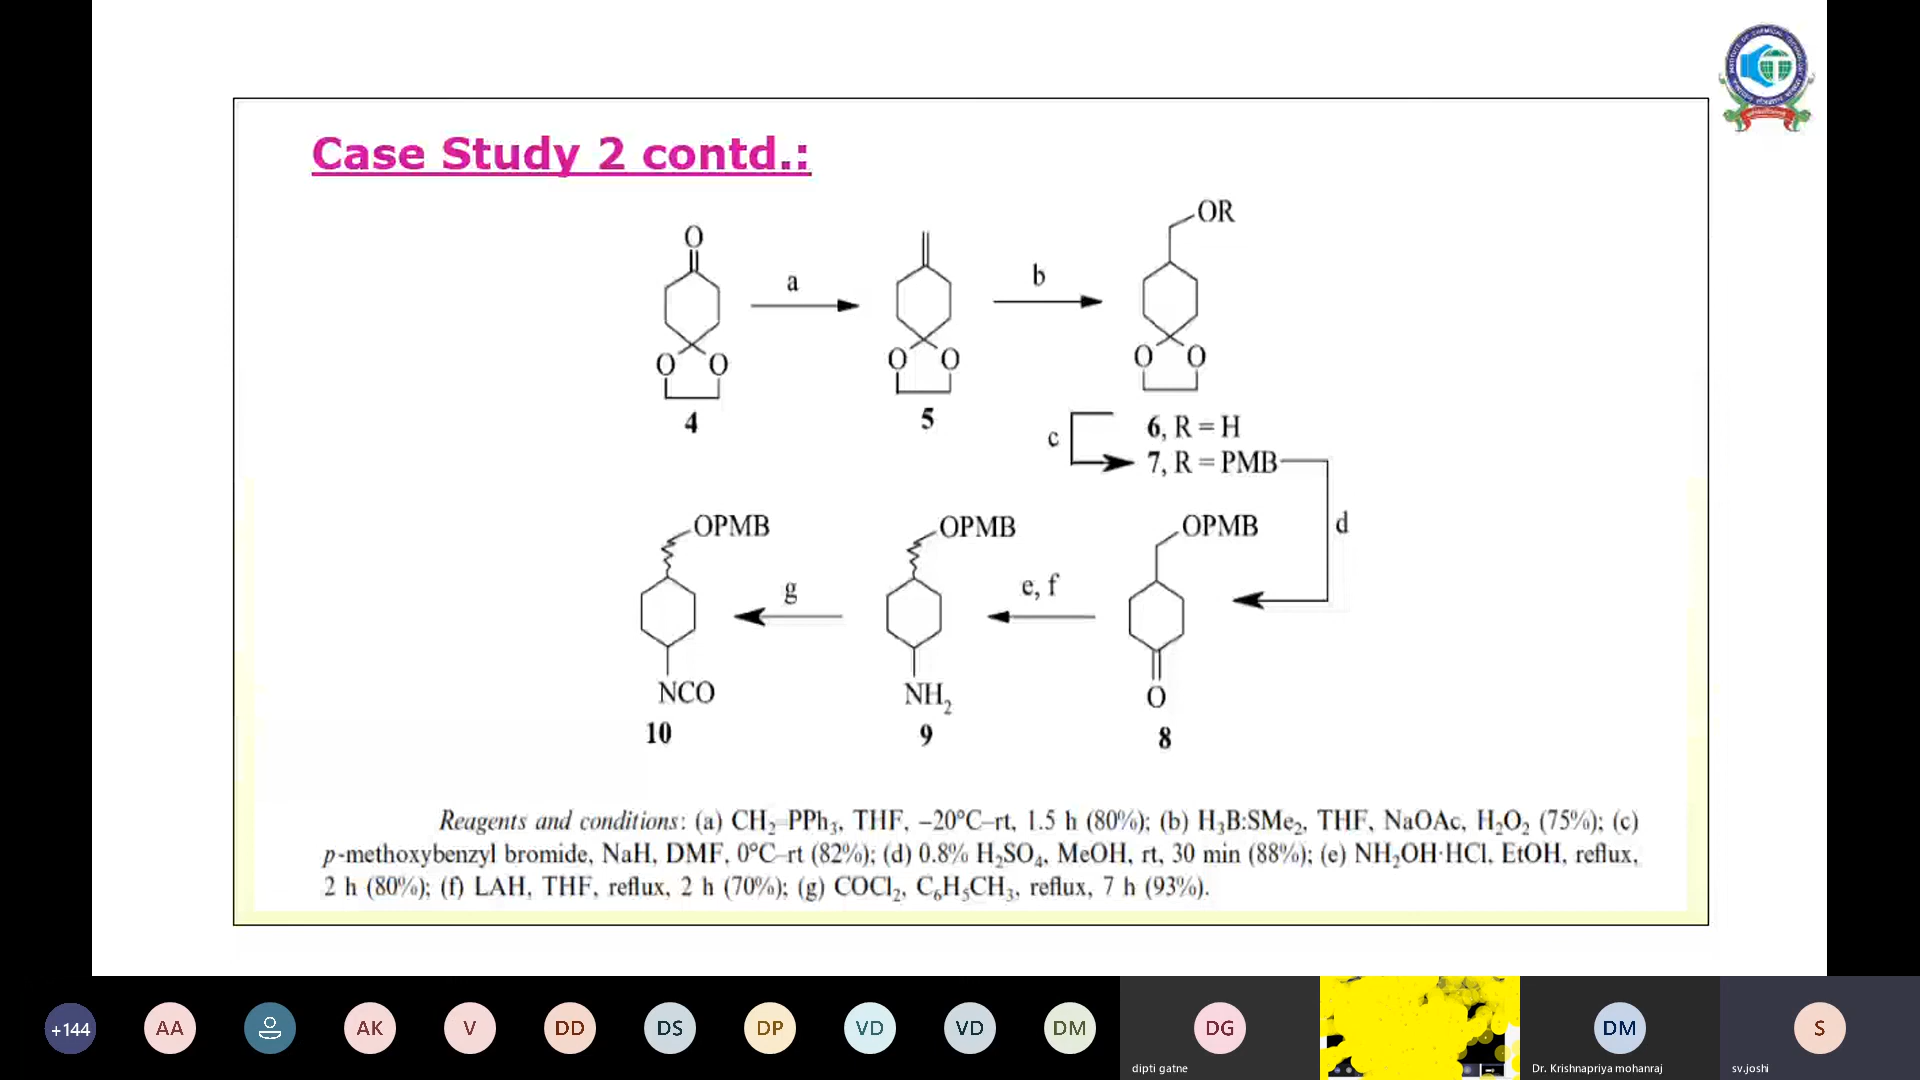 Case Study 2 contd.:
O
a
O O
4
b
O O
5
OR
O O
6, R = H
c
7, R = PMB
d
OPMB
g
NCO
10
OPMB
e, f
NH2
9
OPMB
O
8
Reagents and conditions: (a) CH2–PPh3, THF, –20°C–rt, 1.5 h (80%); (b) H3B:SMe2, THF, NaOAc, H2O2 (75%); (c)
p-methoxybenzyl bromide, NaH, DMF, 0°C–rt (82%); (d) 0.8% H2SO4, MeOH, rt, 30 min (88%); (e) NH2OH·HCl, EtOH, reflux,
2 h (80%); (f) LAH, THF, reflux, 2 h (70%); (g) COCl2, C6H5CH3, reflux, 7 h (93%).
+144 AA AK V DD DS DP VD VD DM DG DM S
dipti gatne
Dr. Krishnapriya mohanraj
sv.joshi